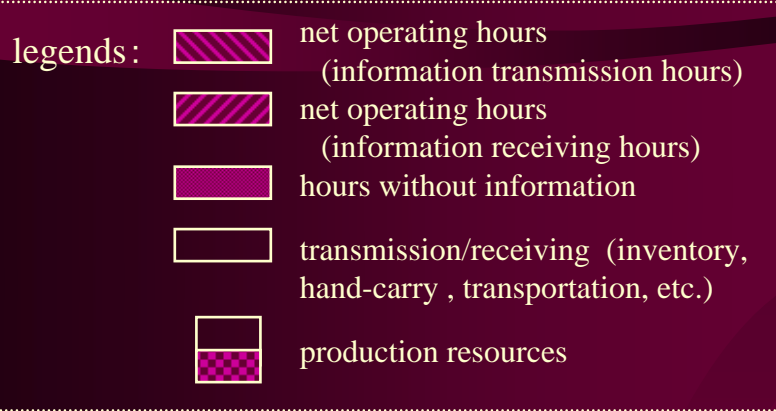 legends：
net operating hours
(information transmission hours)
net operating hours
(information receiving hours)
hours without information
transmission/receiving (inventory,
hand-carry , transportation, etc.)
production resources